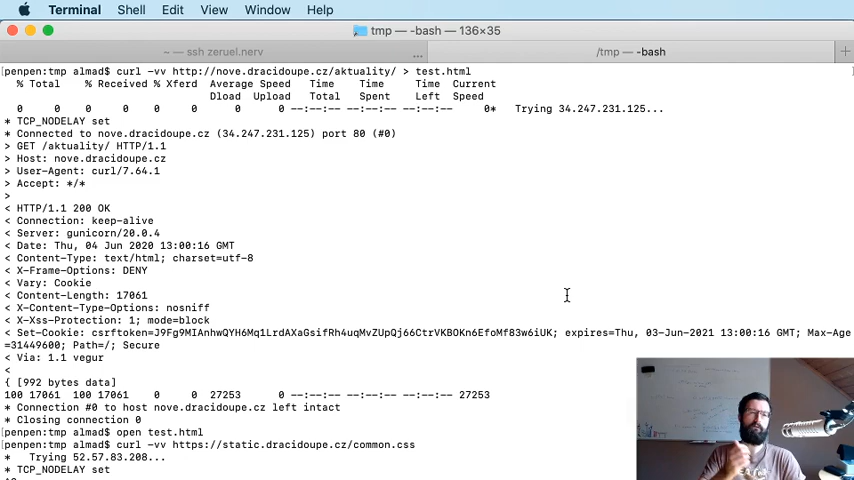 Terminal Shell Edit View Window Help
tmp — -bash — 136×35
~ — ssh zeruel.nerv ... /tmp — -bash +
[penpen:tmp almad$ curl -vv http://nove.dracidoupe.cz/aktuality/ > test.html ]
% Total % Received % Xferd Average Speed Time Time Time Current
Dload Upload Total Spent Left Speed
0 0 0 0 0 0 0 0 --:--:-- --:--:-- --:--:-- 0* Trying 34.247.231.125...
* TCP_NODELAY set
* Connected to nove.dracidoupe.cz (34.247.231.125) port 80 (#0)
> GET /aktuality/ HTTP/1.1
> Host: nove.dracidoupe.cz
> User-Agent: curl/7.64.1
> Accept: */*
>
< HTTP/1.1 200 OK
< Connection: keep-alive
< Server: gunicorn/20.0.4
< Date: Thu, 04 Jun 2020 13:00:16 GMT
< Content-Type: text/html; charset=utf-8
< X-Frame-Options: DENY
< Vary: Cookie
< Content-Length: 17061
< X-Content-Type-Options: nosniff
< X-Xss-Protection: 1; mode=block
< Set-Cookie: csrftoken=J9Fg9MIAnhwQYH6Mq1LrdAXaGsifRh4uqMvZUpQj66CtrVKBOKn6EfoMf83w6iUK; expires=Thu, 03-Jun-2021 13:00:16 GMT; Max-Age
=31449600; Path=/; Secure
< Via: 1.1 vegur
<
{ [992 bytes data]
100 17061 100 17061 0 0 27253 0 --:--:-- --:--:-- --:--:-- 27253
* Connection #0 to host nove.dracidoupe.cz left intact
* Closing connection 0
[penpen:tmp almad$ open test.html
[penpen:tmp almad$ curl -vv https://static.dracidoupe.cz/common.css
* Trying 52.57.83.208...
* TCP_NODELAY set